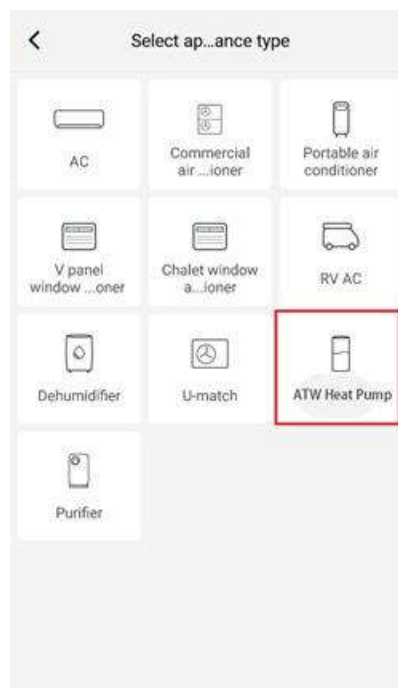 Select ap...ance type
AC
Commercial
air ...ioner
Portable air
conditioner
V panel
window ...oner
Chalet window
a...ioner
RV AC
Dehumidifier
U-match
ATW Heat Pump
Purifier